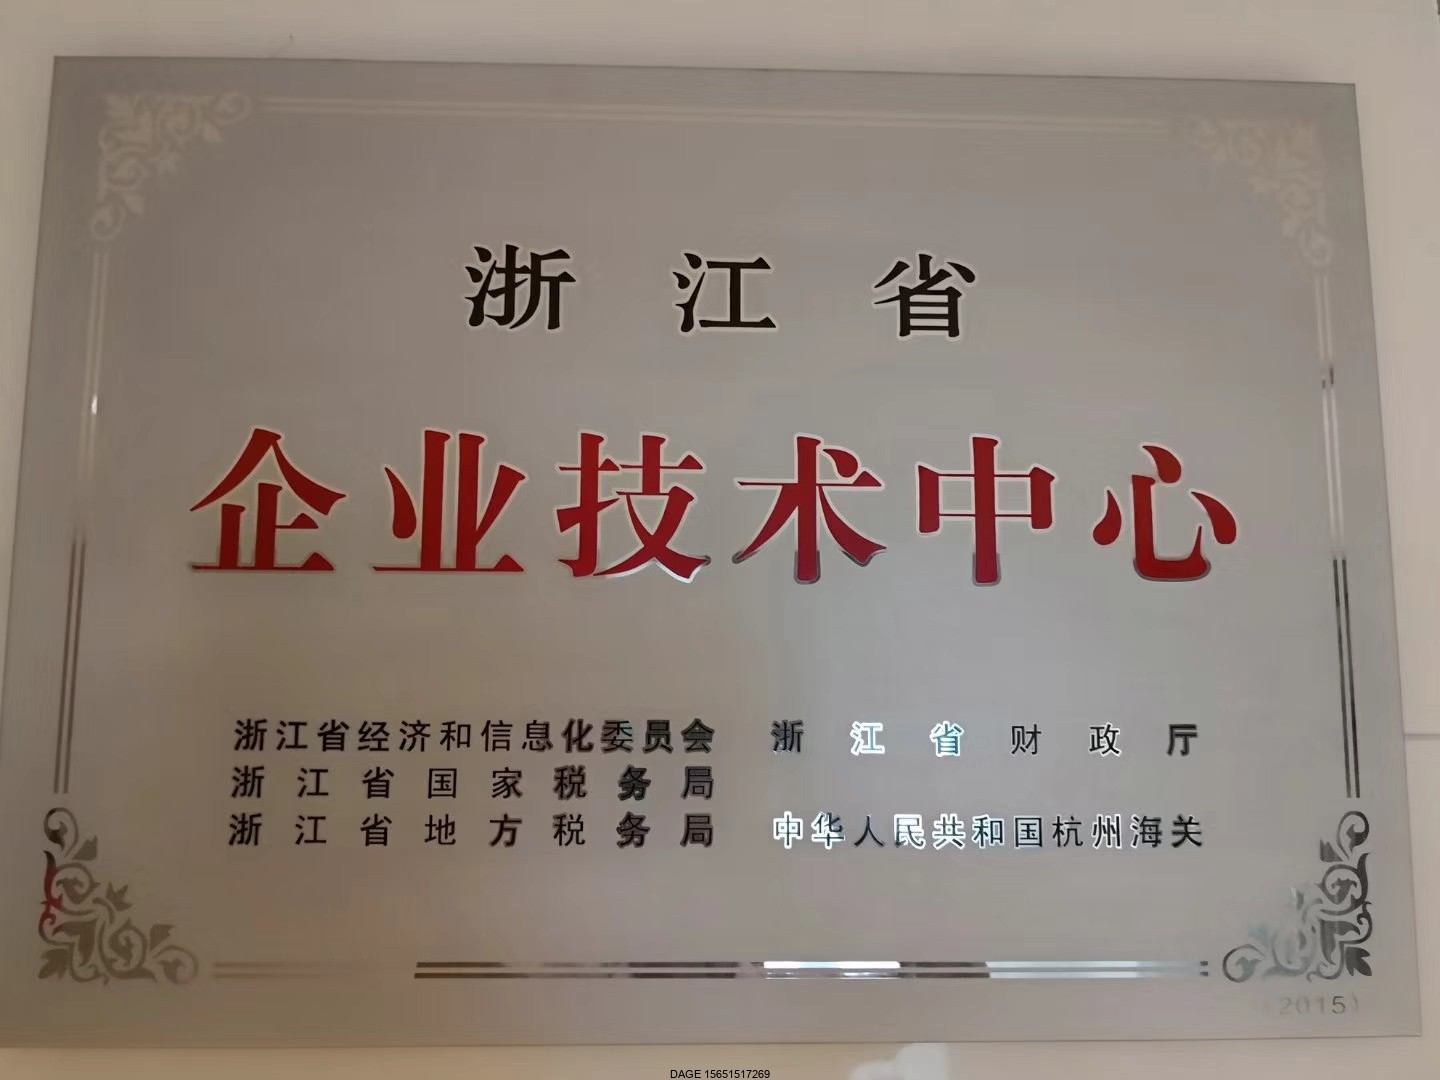 浙江省
企业技术中心
浙江省经济和信息化委员会 浙江省财政厅
浙江省国家税务局
浙江省地方税务局 中华人民共和国杭州海关
(2015)
DAGE 15651517269